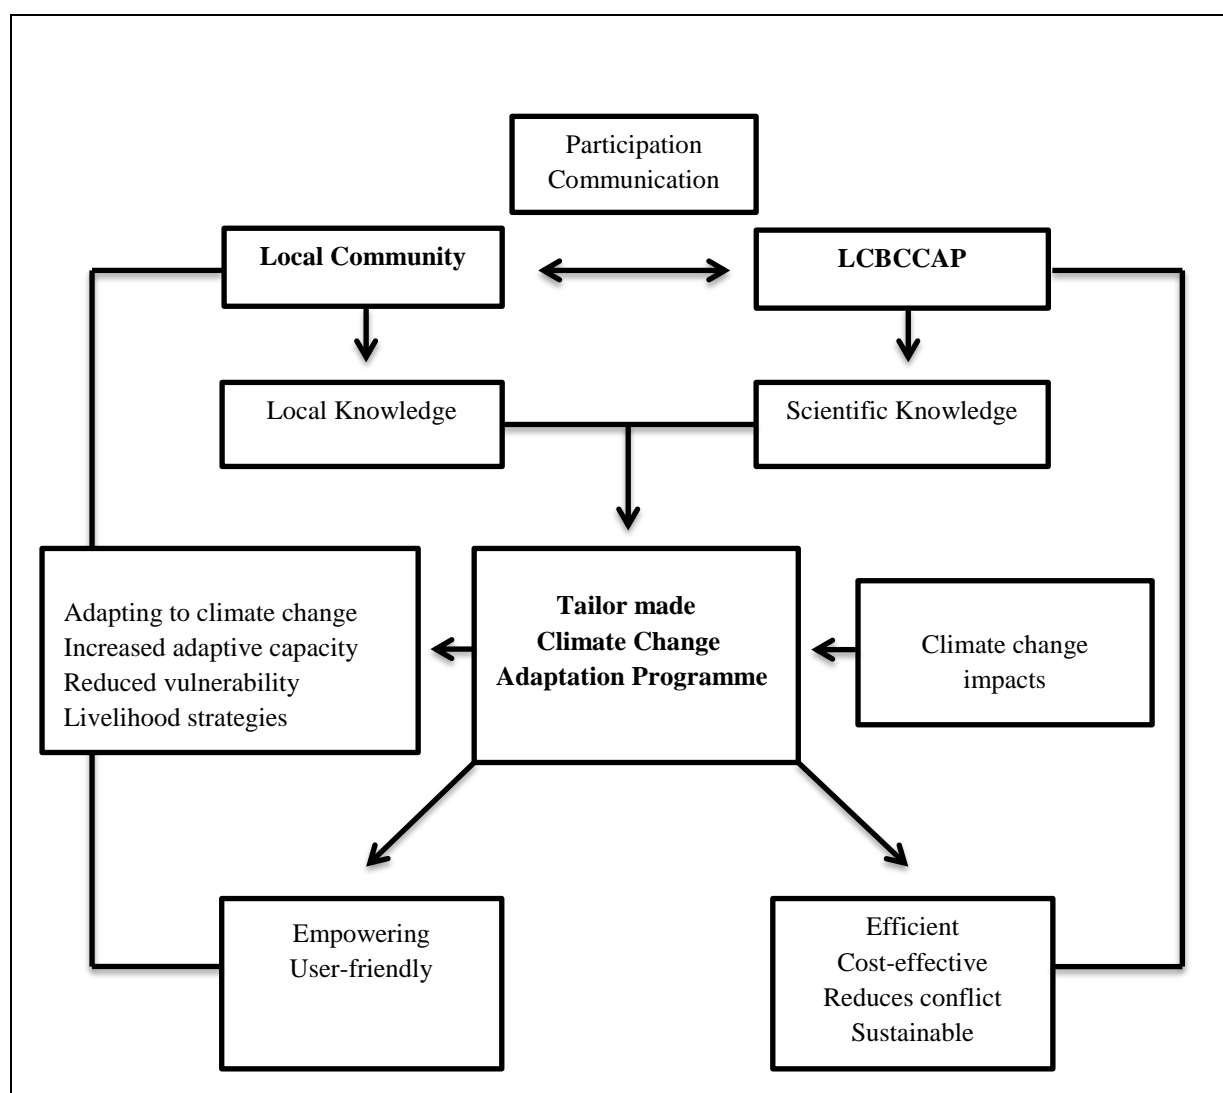 Participation
Communication
Local Community
LCBCCAP
Local Knowledge
Scientific Knowledge
Adapting to climate change
Increased adaptive capacity
Reduced vulnerability
Livelihood strategies
Tailor made
Climate Change
Adaptation Programme
Climate change
impacts
Empowering
User-friendly
Efficient
Cost-effective
Reduces conflict
Sustainable